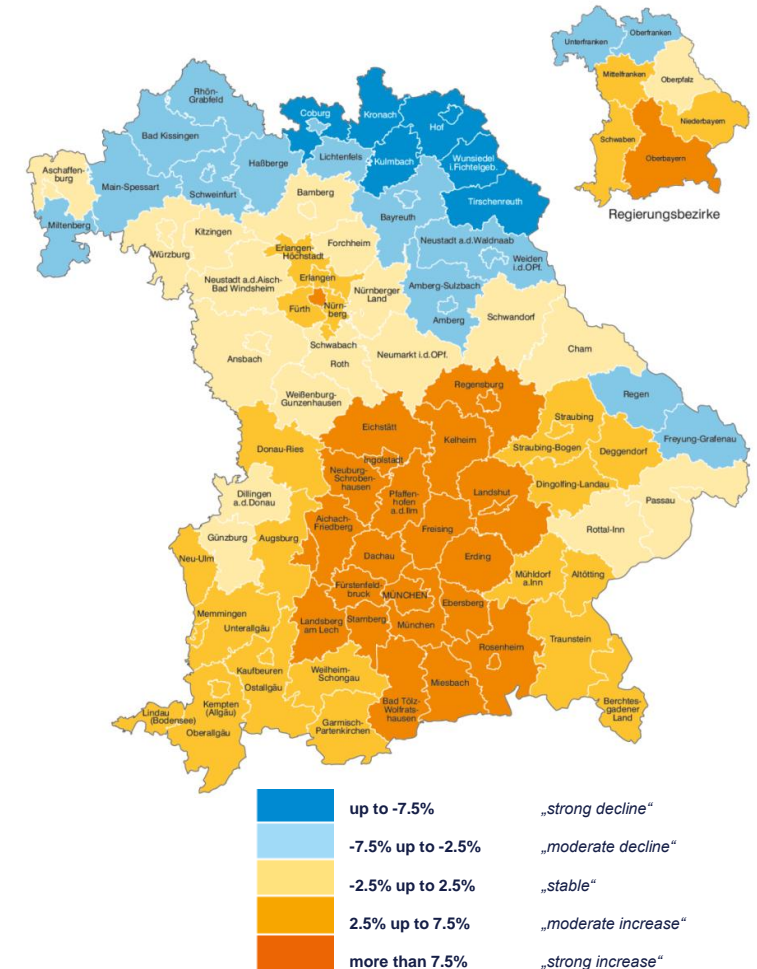 Unterfranken
Oberfranken
Mittelfranken
Oberpfalz
Niederbayern
Schwaben
Oberbayern
Regierungsbezirke
Rhön-
Grabfeld
Coburg
Kronach
Hof
Bad Kissingen
Lichtenfels
Kulmbach
Wunsiedel
i.Fichtelgeb.
Haßberge
Aschaffen-
burg
Main-Spessart
Schweinfurt
Bamberg
Tirschenreuth
Miltenberg
Bayreuth
Kitzingen
Würzburg
Erlangen-
Höchstadt
Forchheim
Neustadt a.d.Waldnaab
Weiden
i.d.OPf.
Neustadt a.d.Aisch-
Bad Windsheim
Erlangen
Nürnberger
Land
Amberg-Sulzbach
Fürth
Nürn-
berg
Amberg
Schwandorf
Schwabach
Ansbach
Roth
Neumarkt i.d.OPf.
Cham
Weißenburg-
Gunzenhausen
Regensburg
Regen
Eichstätt
Straubing
Kelheim
Freyung-Grafenau
Donau-Ries
Ingolstadt
Straubing-Bogen
Deggendorf
Neuburg-
Schroben-
hausen
Dingolfing-Landau
Dillingen
a.d.Donau
Pfaffen-
hofen
a.d.Ilm
Landshut
Passau
Aichach-
Friedberg
Freising
Rottal-Inn
Günzburg
Augsburg
Neu-Ulm
Dachau
Erding
Mühldorf
a.Inn
Altötting
Fürstenfeld-
bruck
MÜNCHEN
Ebersberg
Memmingen
Unterallgäu
Landsberg
am Lech
Starnberg
München
Traunstein
Rosenheim
Kaufbeuren
Weilheim-
Schongau
Ostallgäu
Miesbach
Bad Tölz-
Wolfrats-
hausen
Kempten
(Allgäu)
Lindau
(Bodensee)
Oberallgäu
Garmisch-
Partenkirchen
Berchtes-
gadener
Land
up to -7.5% „strong decline“
-7.5% up to -2.5% „moderate decline“
-2.5% up to 2.5% „stable“
2.5% up to 7.5% „moderate increase“
more than 7.5% „strong increase“